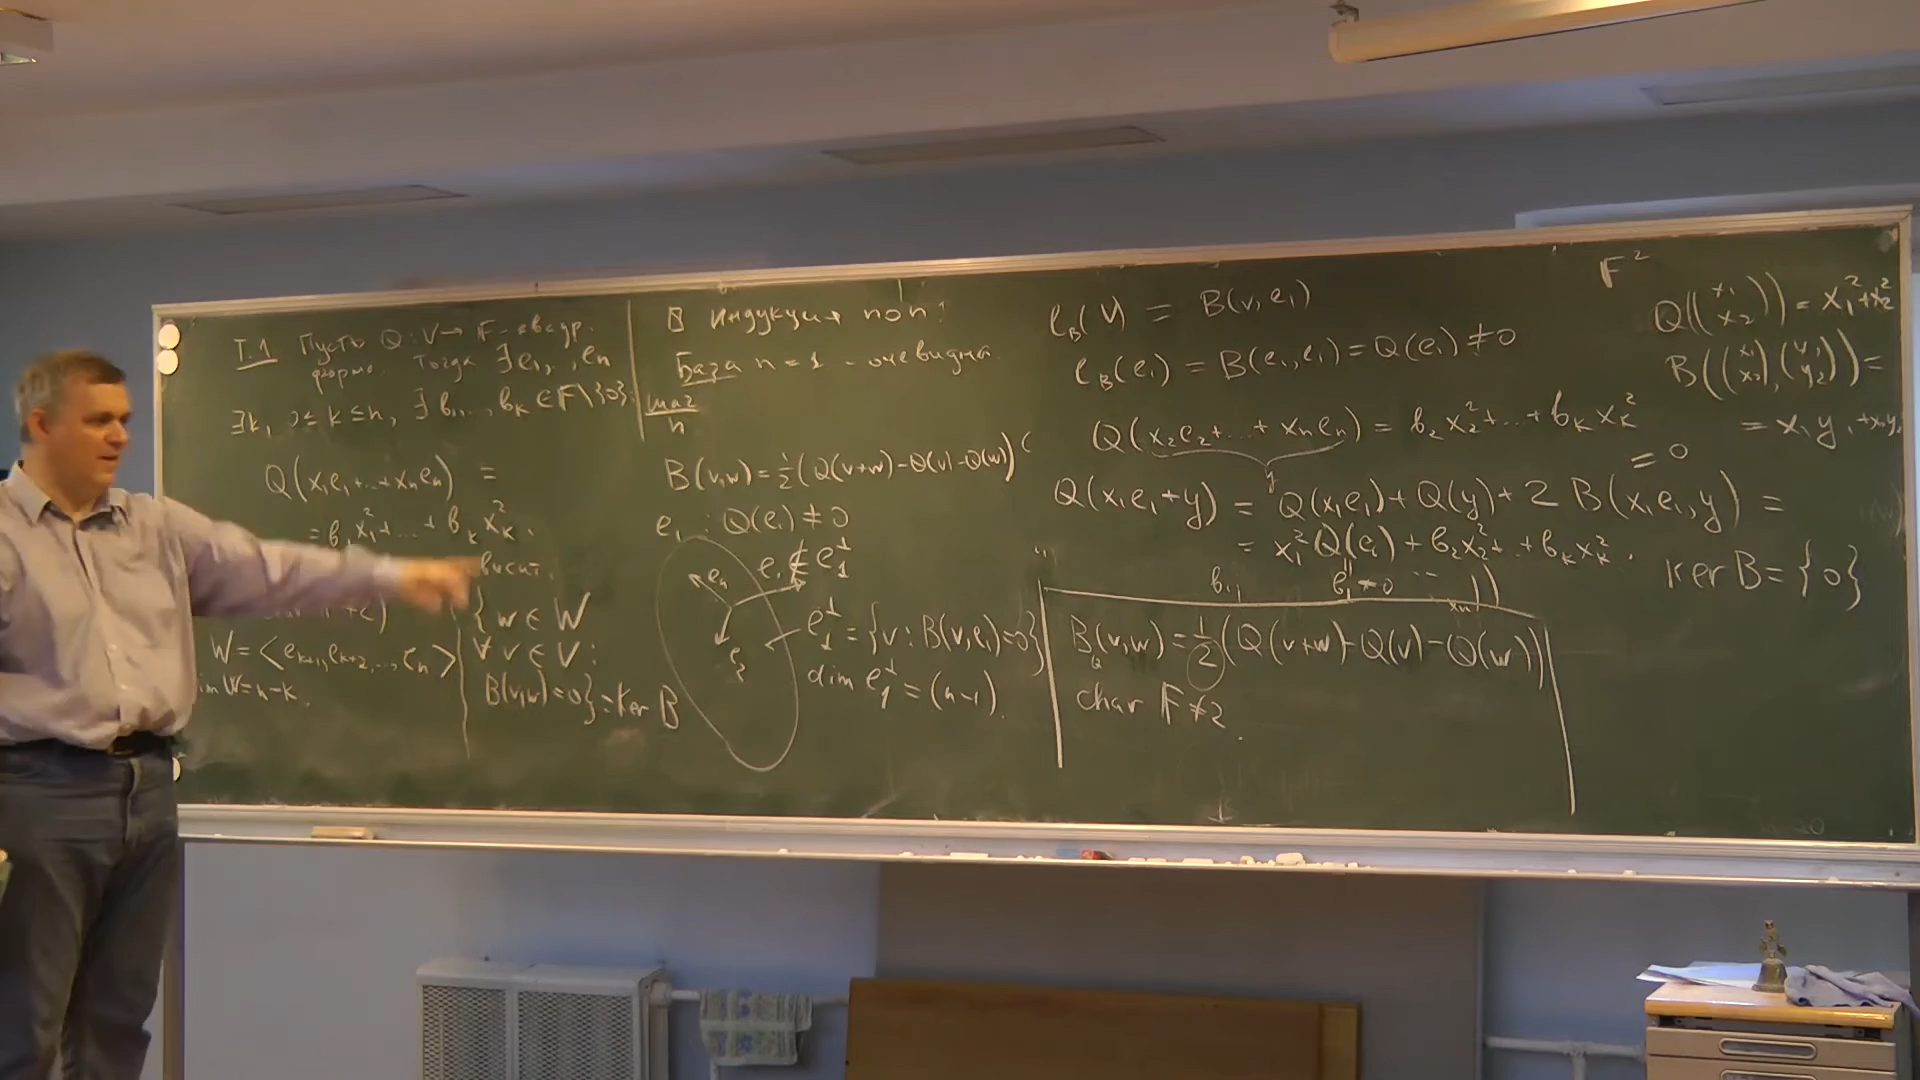 Т.1 Пусть Q: V → F - квадр.
форма. Тогда ∃ e₁, ., eₙ
∃k, 0 ≤ k ≤ n, ∃ b₁,..., bₖ ∈ F\{0}:
Q(x₁e₁+...+xₙeₙ) =
= b₁x₁²+... + bₖxₖ².
W = <eₖ₊₁, eₖ₊₂, .., eₙ>
W = n-k.
{w ∈ W
∀ v ∈ V:
B(v,w) = 0} = Ker B
В Индукция по n:
База n = 1 - очевидна.
шаг
n
B(v,w) = ½(Q(v+w)-Q(v)-Q(w))
e₁ : Q(e₁) ≠ 0
e₁ ∉ e₁^⊥
e₁^⊥ = {v : B(v,e₁)=0}
dim e₁^⊥ = (n-1).
ℓ_B(v) = B(v, e₁)
ℓ_B(e₁) = B(e₁, e₁) = Q(e₁) ≠ 0
Q(x₂e₂+...+xₙeₙ) = b₂x₂²+...+bₖxₖ²
y
= 0
Q(x₁e₁+y) = Q(x₁e₁)+Q(y)+2B(x₁e₁,y) =
= x₁²Q(e₁) + b₂x₂²+..+bₖxₖ².
b₁ ≠ 0
B_Q(v,w) = ½(Q(v+w)-Q(v)-Q(w))
char F ≠ 2.
F²
Q((x₁ x₂)) = x₁²+x₂²
B((x₁ x₂),(y₁ y₂)) =
= x₁y₁+x₂y₂
ker B = {0}